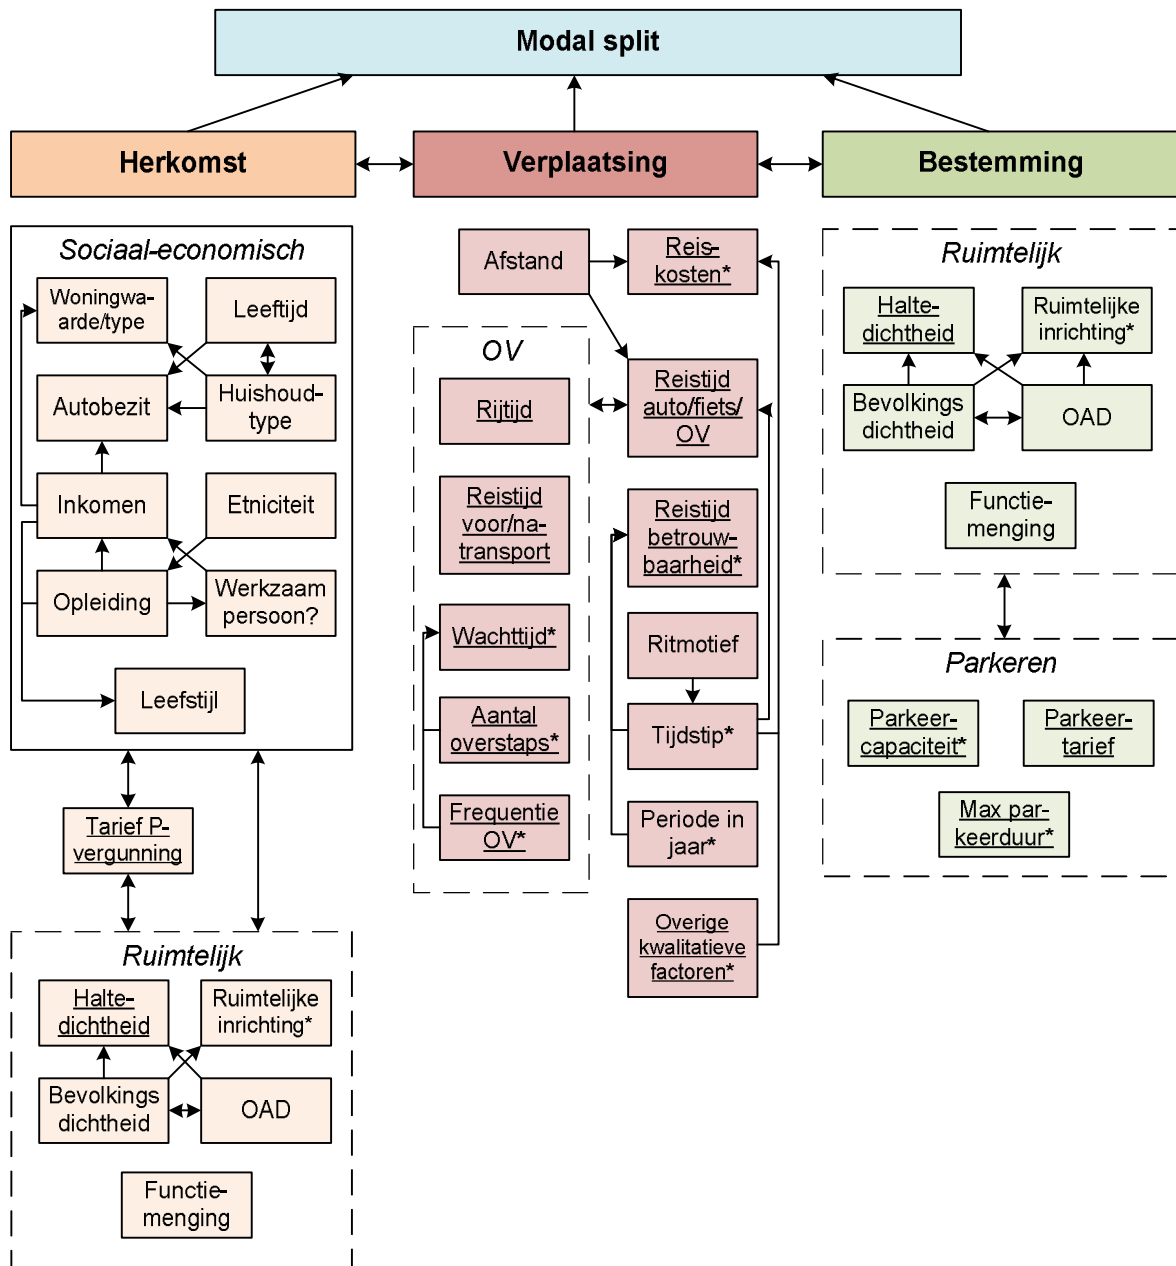 Modal split
Herkomst
Verplaatsing
Bestemming
Sociaal-economisch
Woningwa-
arde/type
Leeftijd
Autobezit
Huishoud-
type
Inkomen
Etniciteit
Opleiding
Werkzaam
persoon?
Leefstijl
Tarief P-
vergunning
Ruimtelijk
Halte-
dichtheid
Ruimtelijke
inrichting*
Bevolkings
dichtheid
OAD
Functie-
menging
Afstand
Reis-
kosten*
OV
Rijtijd
Reistijd
voor/na-
transport
Wachttijd*
Aantal
overstaps*
Frequentie
OV*
Reistijd
auto/fiets/
OV
Reistijd
betrouw-
baarheid*
Ritmotief
Tijdstip*
Periode in
jaar*
Overige
kwalitatieve
factoren*
Ruimtelijk
Halte-
dichtheid
Ruimtelijke
inrichting*
Bevolkings
dichtheid
OAD
Functie-
menging
Parkeren
Parkeer-
capaciteit*
Parkeer-
tarief
Max par-
keerduur*